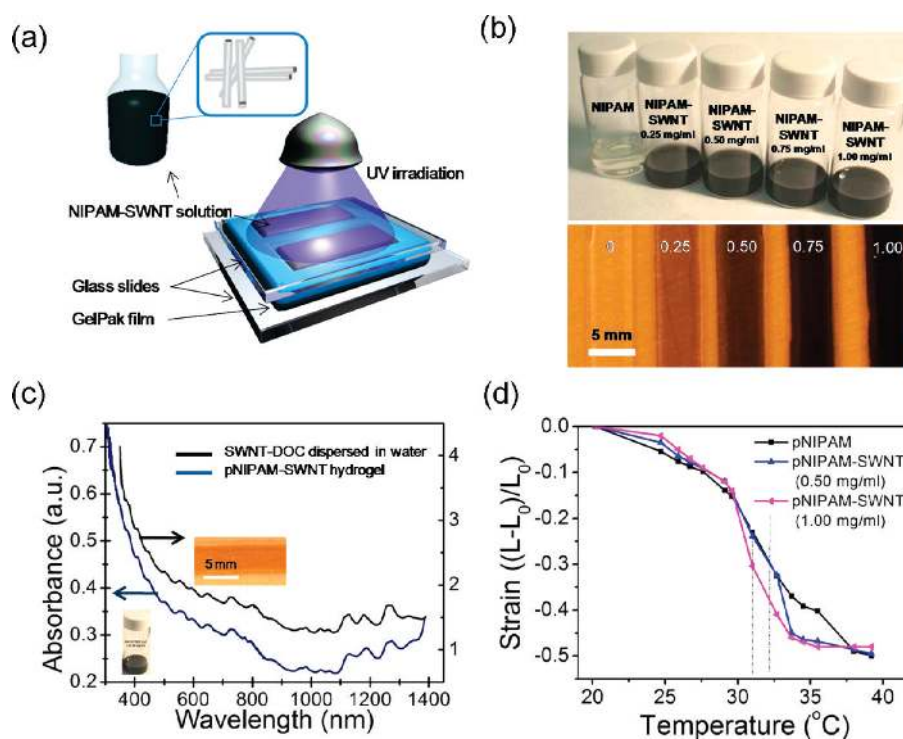 (a)
NIPAM-SWNT solution
UV irradiation
Glass slides
GelPak film
(b)
NIPAM
NIPAM-
SWNT
0.25 mg/ml
NIPAM-
SWNT
0.50 mg/ml
NIPAM-
SWNT
0.75 mg/ml
NIPAM-
SWNT
1.00 mg/ml
0 0.25 0.50 0.75 1.00
5 mm
(c)
SWNT-DOC dispersed in water
pNIPAM-SWNT hydrogel
5 mm
Absorbance (a.u.)
0.7
0.6
0.5
0.4
0.3
0.2
4
3
2
1
400 600 800 1000 1200 1400
Wavelength (nm)
(d)
pNIPAM
pNIPAM-SWNT
(0.50 mg/ml)
pNIPAM-SWNT
(1.00 mg/ml)
Strain ((L-L0)/L0)
0.0
-0.1
-0.2
-0.3
-0.4
-0.5
20 25 30 35 40
Temperature (°C)